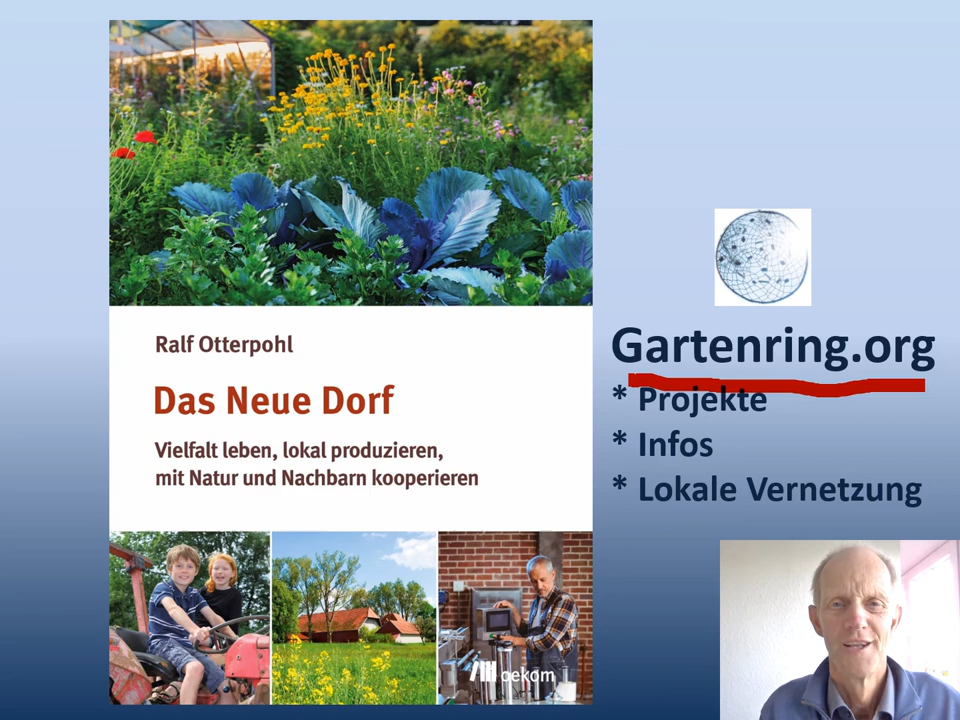 Ralf Otterpohl
Das Neue Dorf
Vielfalt leben, lokal produzieren,
mit Natur und Nachbarn kooperieren
oekom
Gartenring.org
* Projekte
* Infos
* Lokale Vernetzung